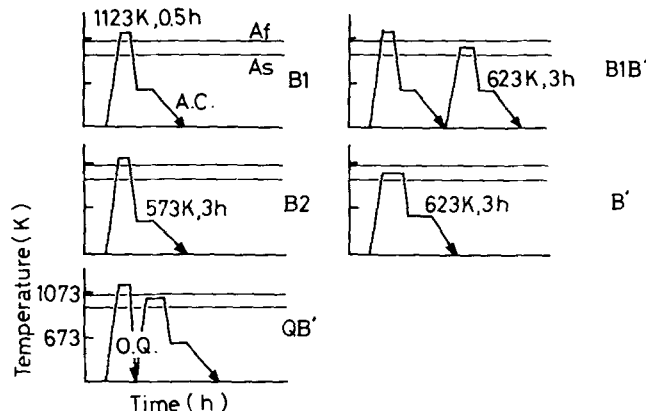 1123K, 0.5h
Af
As
B1
A.C.
623K, 3h
B1B'
573K, 3h
B2
623K, 3h
B'
1073
673
O.Q.
QB'
Temperature (K)
Time (h)